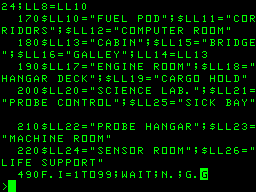 24;LL8=LL10
170$LL10="FUEL POD";$LL11="COR
RIDORS";$LL12="COMPUTER ROOM"
180$LL13="CABIN";$LL15="BRIDGE
";$LL16="GALLEY";LL14=LL13
190$LL17="ENGINE ROOM";$LL18="
HANGAR DECK";$LL19="CARGO HOLD"
200$LL20="SCIENCE LAB.";$LL21=
"PROBE CONTROL";$LL25="SICK BAY"
210$LL22="PROBE HANGAR";$LL23=
"MACHINE ROOM"
220$LL24="SENSOR ROOM";$LL26="
LIFE SUPPORT"
490F.I=1TO99;WAIT;N.;G.G
>